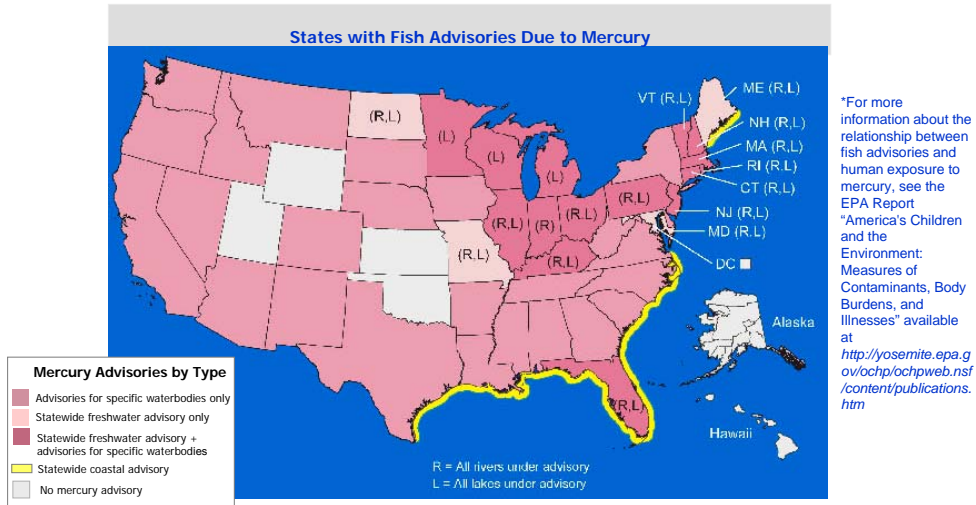 States with Fish Advisories Due to Mercury
ME (R,L)
VT (R,L)
NH (R,L)
MA (R,L)
RI (R.L)
CT (R,L)
NJ (R,L)
MD (R,L)
DC
(R,L)
(L)
(L)
(L)
(R,L)
(R,L)
(R)
(R,L)
(R,L)
(R,L)
(R,L)
Alaska
Hawaii
R = All rivers under advisory
L = All lakes under advisory
Mercury Advisories by Type
Advisories for specific waterbodies only
Statewide freshwater advisory only
Statewide freshwater advisory +
advisories for specific waterbodies
Statewide coastal advisory
No mercury advisory
*For more
information about the
relationship between
fish advisories and
human exposure to
mercury, see the
EPA Report
“America’s Children
and the
Environment:
Measures of
Contaminants, Body
Burdens, and
Illnesses” available
at
http://yosemite.epa.g
ov/ochp/ochpweb.nsf
/content/publications.
htm